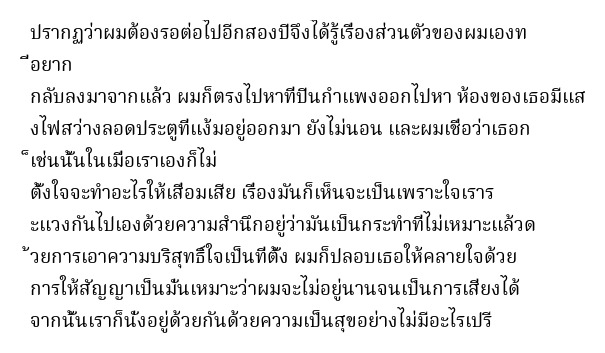 ปรากฏว่าผมต้องรอต่อไปอีกสองปีจึงได้รู้เรื่องส่วนตัวของผมเองท
ี่อยาก
กลับลงมาจากแล้ว ผมก็ตรงไปหาที่ปีนกำแพงออกไปหา ห้องของเธอมีแส
งไฟสว่างลอดประตูที่แง้มอยู่ออกมา ยังไม่นอน และผมเชื่อว่าเธอก
็เช่นนั้นในเมื่อเราเองก็ไม่
ตั้งใจจะทำอะไรให้เสื่อมเสีย เรื่องมันก็เห็นจะเป็นเพราะใจเราร
ะแวงกันไปเองด้วยความสำนึกอยู่ว่ามันเป็นกระทำที่ไม่เหมาะแล้วด
้วยการเอาความบริสุทธิ์ใจเป็นที่ตั้ง ผมก็ปลอบเธอให้คลายใจด้วย
การให้สัญญาเป็นมั่นเหมาะว่าผมจะไม่อยู่นานจนเป็นการเสี่ยงได้
จากนั้นเราก็นั่งอยู่ด้วยกันด้วยความเป็นสุขอย่างไม่มีอะไรเปรี